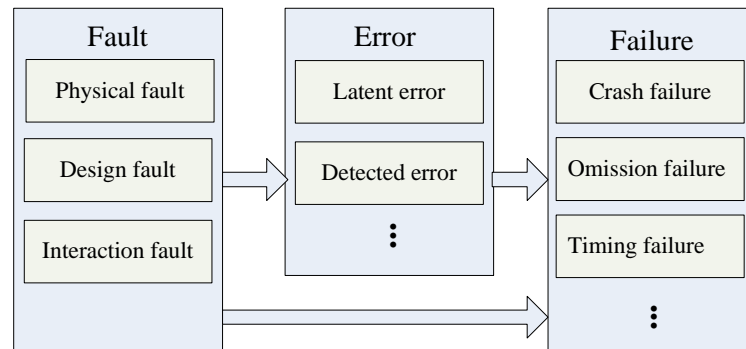 Fault
Physical fault
Design fault
Interaction fault
Error
Latent error
Detected error
Failure
Crash failure
Omission failure
Timing failure